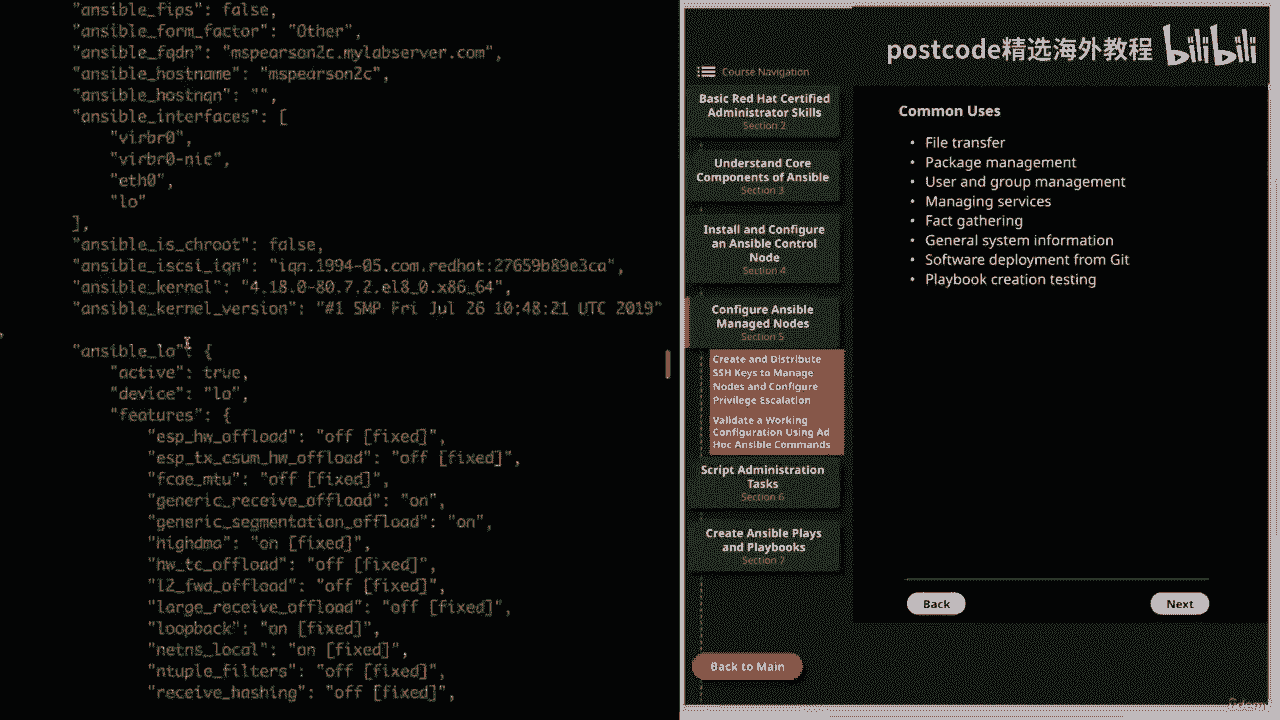 "ansible_fips": false,
"ansible_form_factor": "Other",
"ansible_fqdn": "mspearson2c.mylabserver.com",
"ansible_hostname": "mspearson2c",
"ansible_hostnqn": "",
"ansible_interfaces": [
"virbr0",
"virbr0-nic",
"eth0",
"lo"
],
"ansible_is_chroot": false,
"ansible_iscsi_iqn": "iqn.1994-05.com.redhat:27659b89e3ca",
"ansible_kernel": "4.18.0-80.7.2.el8_0.x86_64",
"ansible_kernel_version": "#1 SMP Fri Jul 26 10:48:21 UTC 2019"
,
"ansible_lo": {
"active": true,
"device": "lo",
"features": {
"esp_hw_offload": "off [fixed]",
"esp_tx_csum_hw_offload": "off [fixed]",
"fcoe_mtu": "off [fixed]",
"generic_receive_offload": "on",
"generic_segmentation_offload": "on",
"highdma": "on [fixed]",
"hw_tc_offload": "off [fixed]",
"l2_fwd_offload": "off [fixed]",
"large_receive_offload": "off [fixed]",
"loopback": "on [fixed]",
"netns_local": "on [fixed]",
"ntuple_filters": "off [fixed]",
"receive_hashing": "off [fixed]",
postcode精选海外教程 bilibili
Course Navigation
Basic Red Hat Certified
Administrator Skills
Section 2
Understand Core
Components of Ansible
Section 3
Install and Configure
an Ansible Control
Node
Section 4
Configure Ansible
Managed Nodes
Section 5
Create and Distribute
SSH Keys to Manage
Nodes and Configure
Privilege Escalation
Validate a Working
Configuration Using Ad
Hoc Ansible Commands
Script Administration
Tasks
Section 6
Create Ansible Plays
and Playbooks
Section 7
Back to Main
Common Uses
• File transfer
• Package management
• User and group management
• Managing services
• Fact gathering
• General system information
• Software deployment from Git
• Playbook creation testing
Back
Next